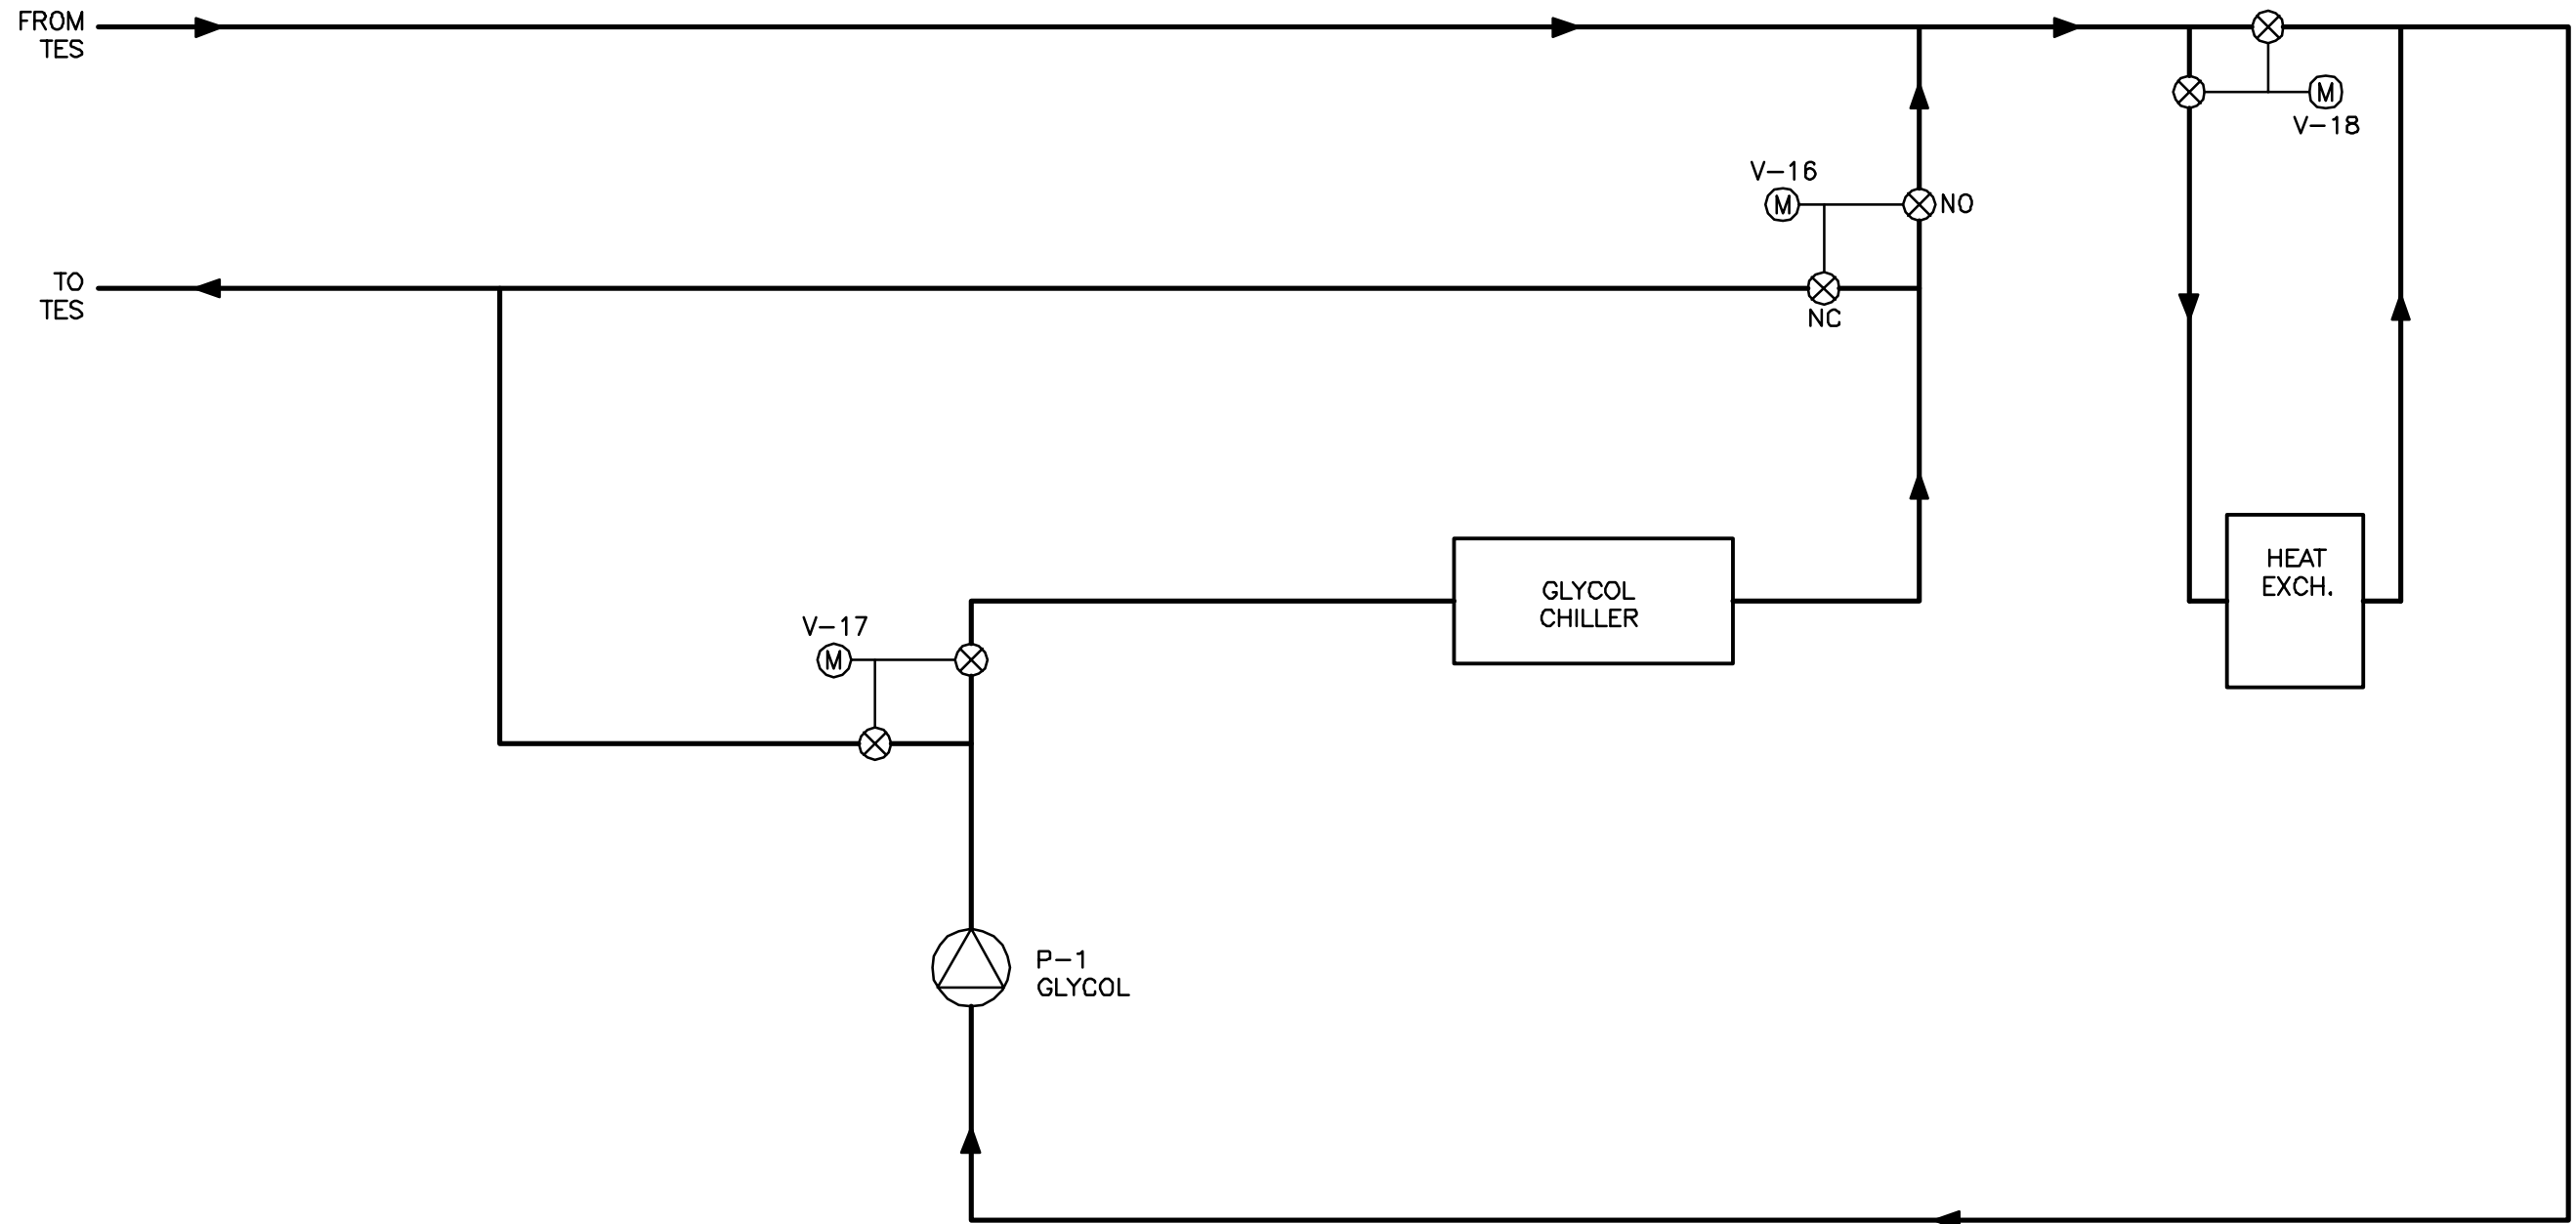 FROM
TES
M
V-18
V-16
M
NO
TO
TES
NC
HEAT
EXCH.
GLYCOL
CHILLER
V-17
M
P-1
GLYCOL